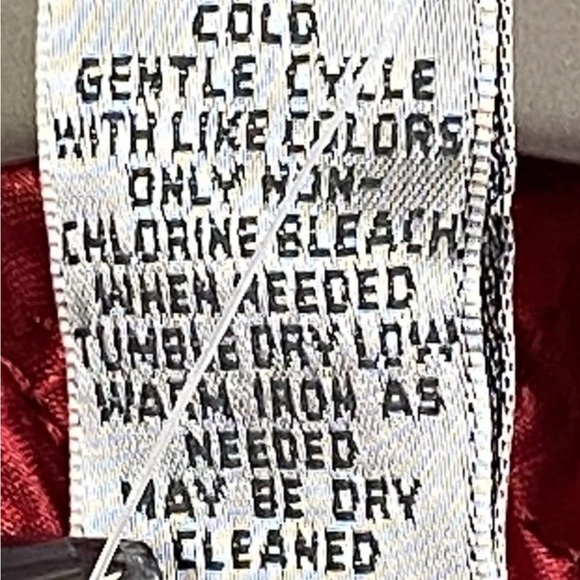 COLD
GENTLE CYCLE
WITH LIKE COLORS
ONLY NON-
CHLORINE BLEACH
WHEN NEEDED
TUMBLE DRY LOW
WARM IRON AS
NEEDED
MAY BE DRY
CLEANED